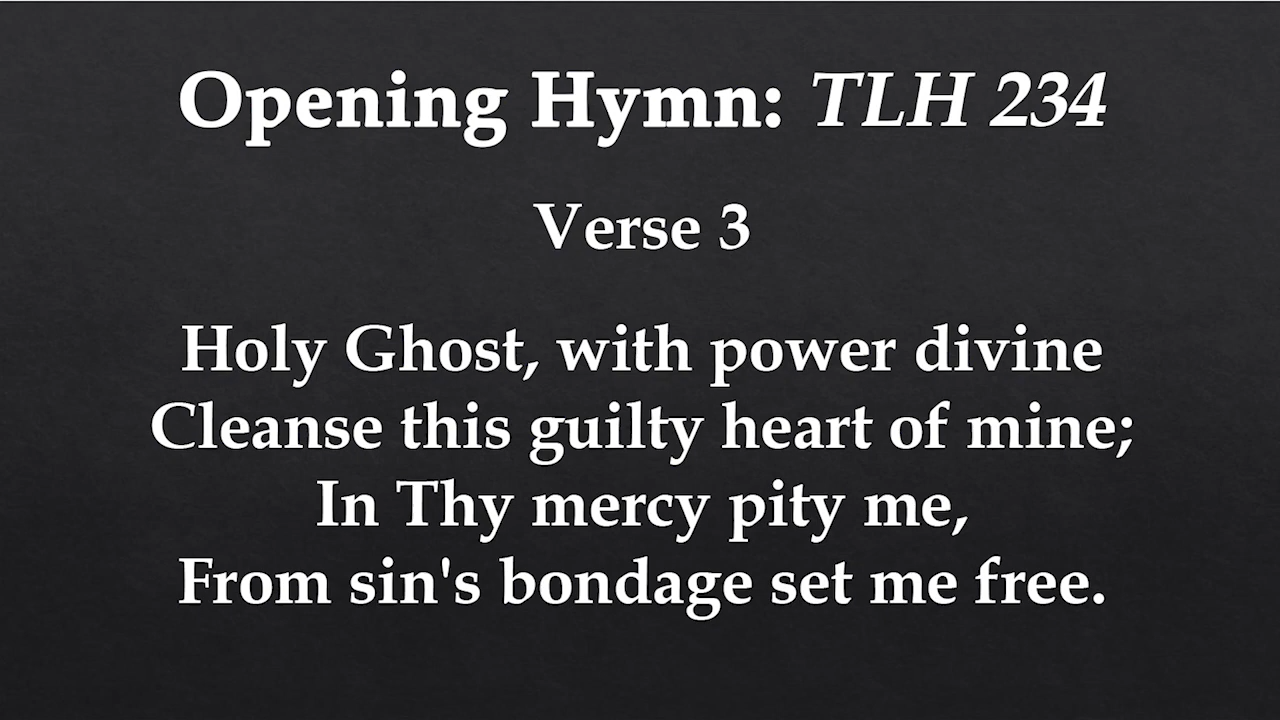 Opening Hymn: TLH 234
Verse 3
Holy Ghost, with power divine
Cleanse this guilty heart of mine;
In Thy mercy pity me,
From sin's bondage set me free.